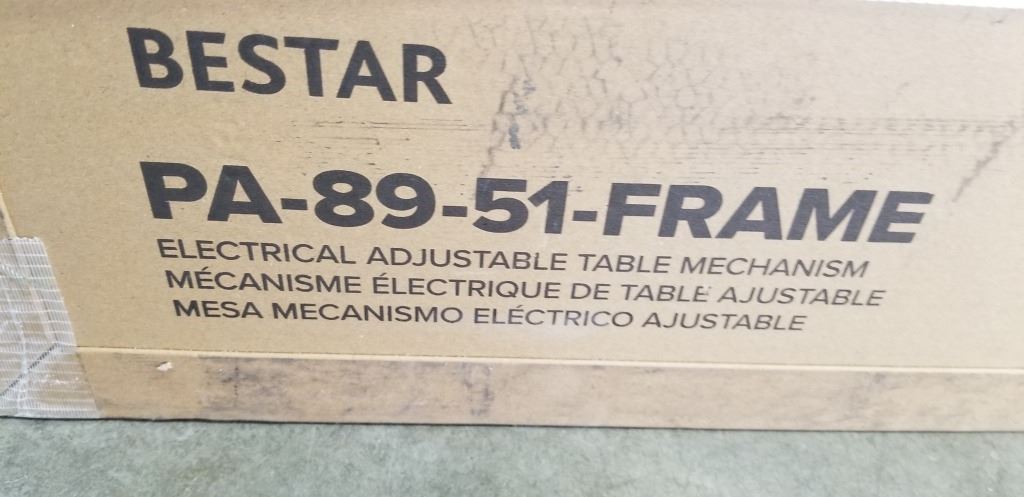 BESTAR
PA-89-51-FRAME
ELECTRICAL ADJUSTABLE TABLE MECHANISM
MÉCANISME ÉLECTRIQUE DE TABLE AJUSTABLE
MESA MECANISMO ELÉCTRICO AJUSTABLE